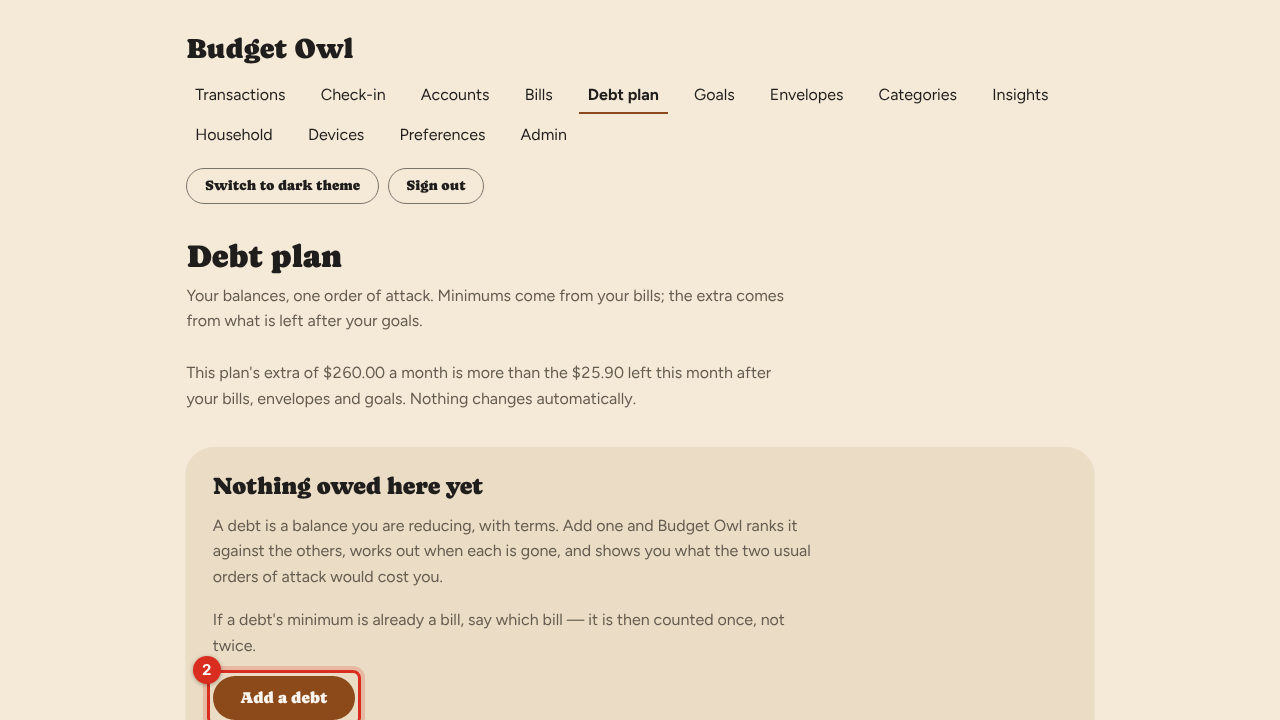 Budget Owl
Transactions Check-in Accounts Bills Debt plan Goals Envelopes Categories Insights
Household Devices Preferences Admin
Switch to dark theme Sign out
Debt plan
Your balances, one order of attack. Minimums come from your bills; the extra comes
from what is left after your goals.
This plan's extra of $260.00 a month is more than the $25.90 left this month after
your bills, envelopes and goals. Nothing changes automatically.
Nothing owed here yet
A debt is a balance you are reducing, with terms. Add one and Budget Owl ranks it
against the others, works out when each is gone, and shows you what the two usual
orders of attack would cost you.
If a debt's minimum is already a bill, say which bill — it is then counted once, not
twice.
2
Add a debt